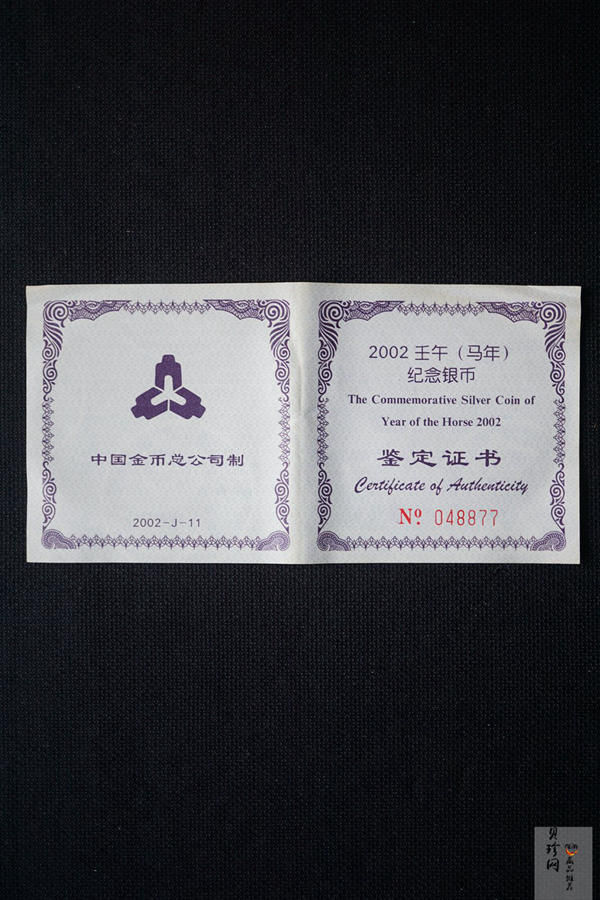 中国金币总公司制
2002-J-11
2002 壬午（马年）
纪念银币
The Commemorative Silver Coin of
Year of the Horse 2002
鉴定证书
Certificate of Authenticity
Nº 048877
贝珍网